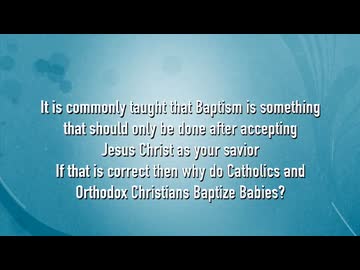 It is commonly taught that Baptism is something
that should only be done after accepting
Jesus Christ as your savior
If that is correct then why do Catholics and
Orthodox Christians Baptize Babies?